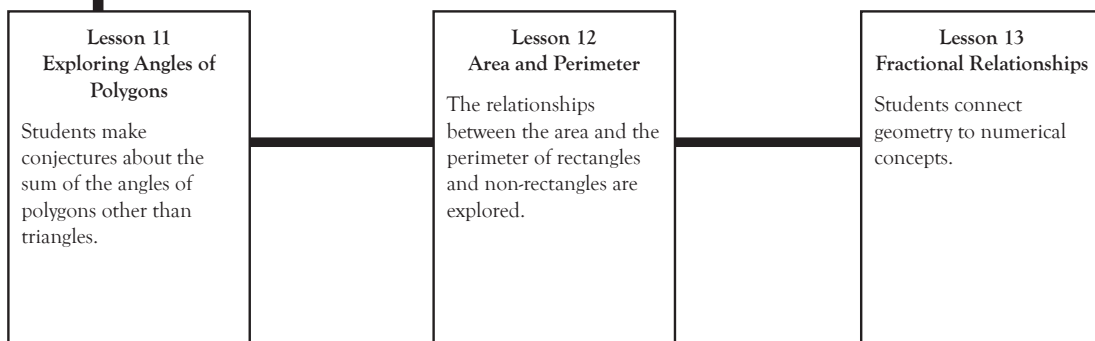 Lesson 11
Exploring Angles of
Polygons
Students make
conjectures about the
sum of the angles of
polygons other than
triangles.
Lesson 12
Area and Perimeter
The relationships
between the area and the
perimeter of rectangles
and non-rectangles are
explored.
Lesson 13
Fractional Relationships
Students connect
geometry to numerical
concepts.